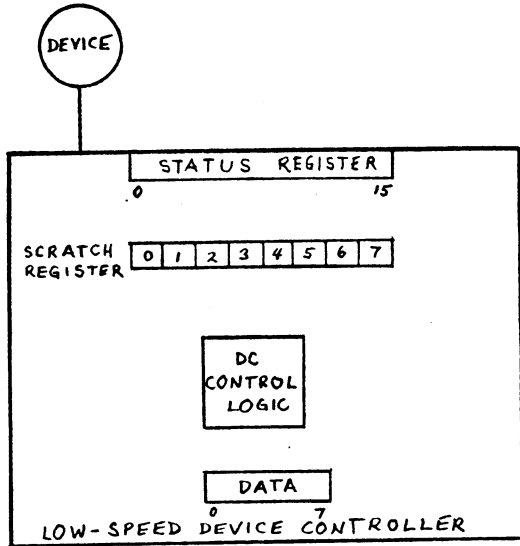 DEVICE
STATUS REGISTER
0 15
SCRATCH
REGISTER
0 1 2 3 4 5 6 7
DC
CONTROL
LOGIC
DATA
0 7
LOW-SPEED DEVICE CONTROLLER